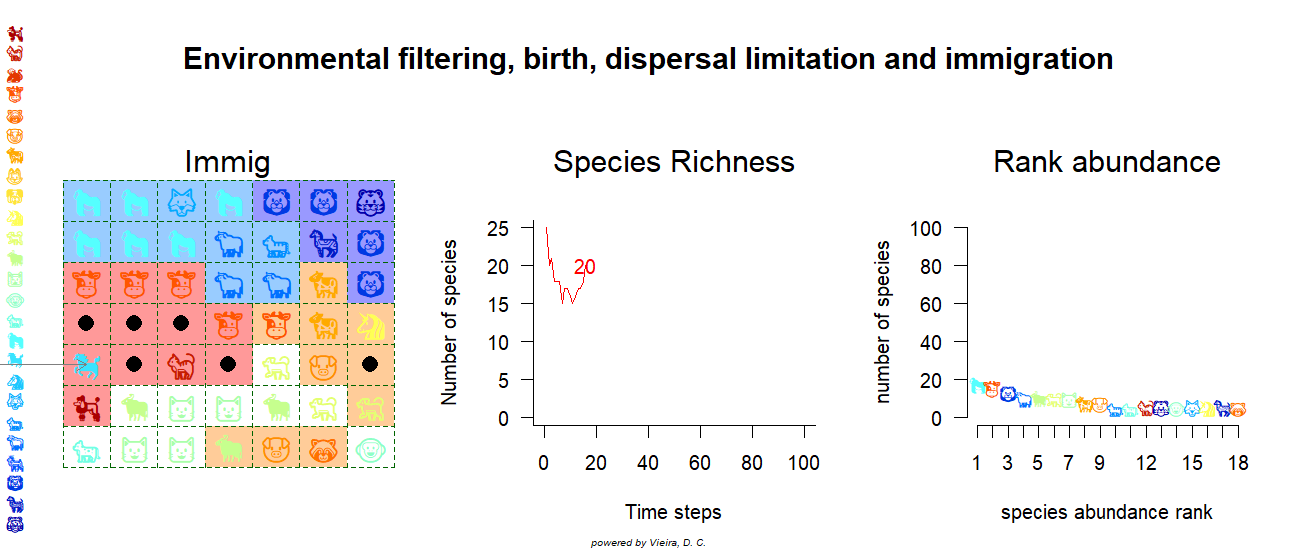 Environmental filtering, birth, dispersal limitation and immigration
Immig
Species Richness
Rank abundance
Number of species
25
20
15
10
5
0
20
0 20 40 60 80 100
Time steps
number of species
100
80
60
40
20
0
1 3 5 7 9 12 15 18
species abundance rank
powered by Vieira, D. C.